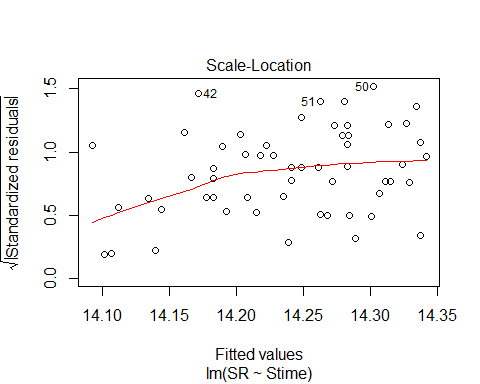 Scale-Location
√|Standardized residuals|
1.5
1.0
0.5
0.0
42
51
50
14.10 14.15 14.20 14.25 14.30 14.35
Fitted values
lm(SR ~ Stime)